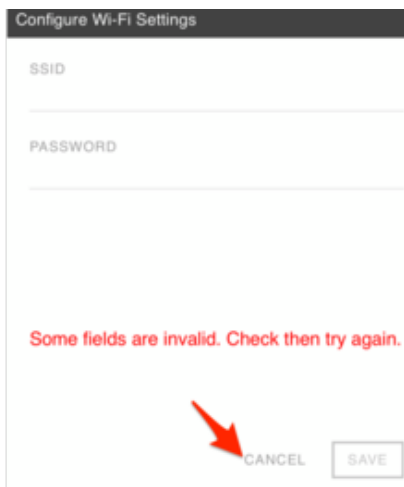 Configure Wi-Fi Settings
SSID
PASSWORD
Some fields are invalid. Check then try again.
CANCEL SAVE